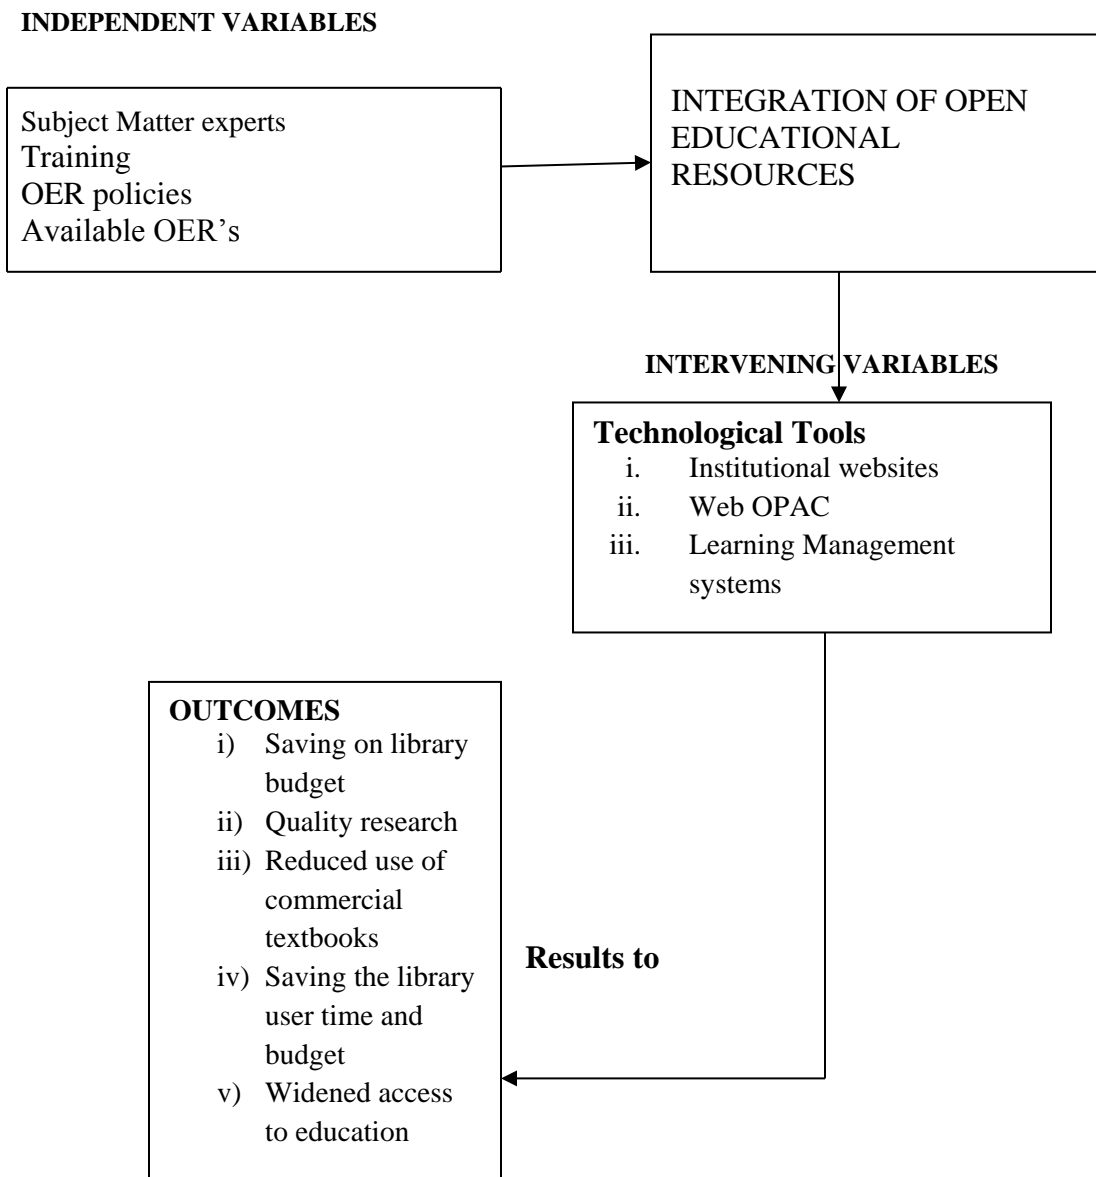 INDEPENDENT VARIABLES
Subject Matter experts
Training
OER policies
Available OER’s
INTEGRATION OF OPEN
EDUCATIONAL
RESOURCES
INTERVENING VARIABLES
Technological Tools
i. Institutional websites
ii. Web OPAC
iii. Learning Management
systems
OUTCOMES
i) Saving on library
budget
ii) Quality research
iii) Reduced use of
commercial
textbooks
iv) Saving the library
user time and
budget
v) Widened access
to education
Results to